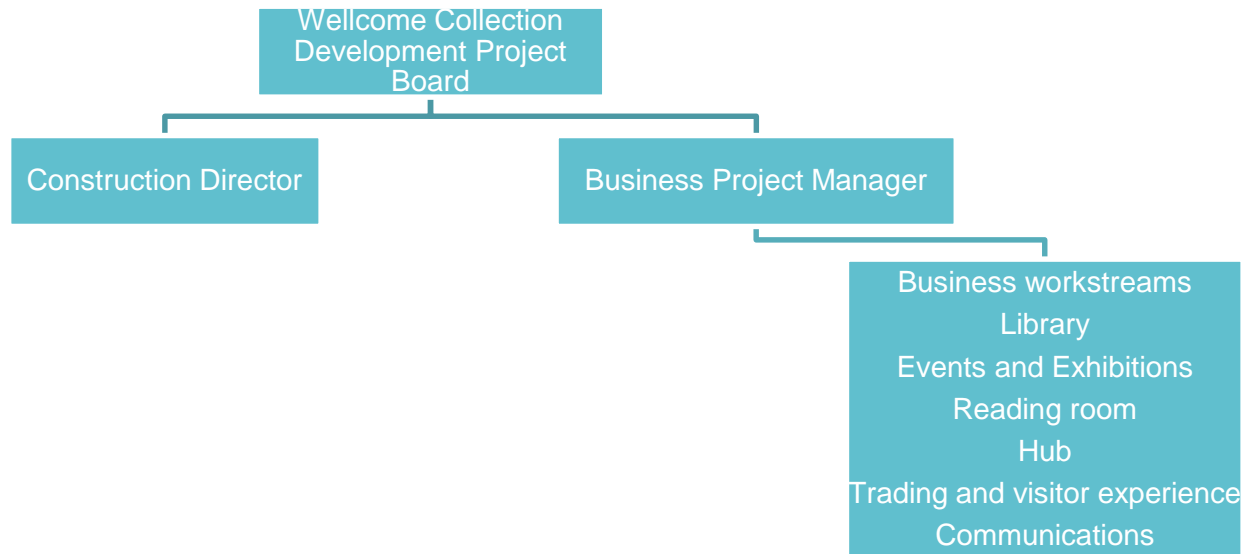 Wellcome Collection
Development Project
Board
Construction Director
Business Project Manager
Business workstreams
Library
Events and Exhibitions
Reading room
Hub
Trading and visitor experience
Communications